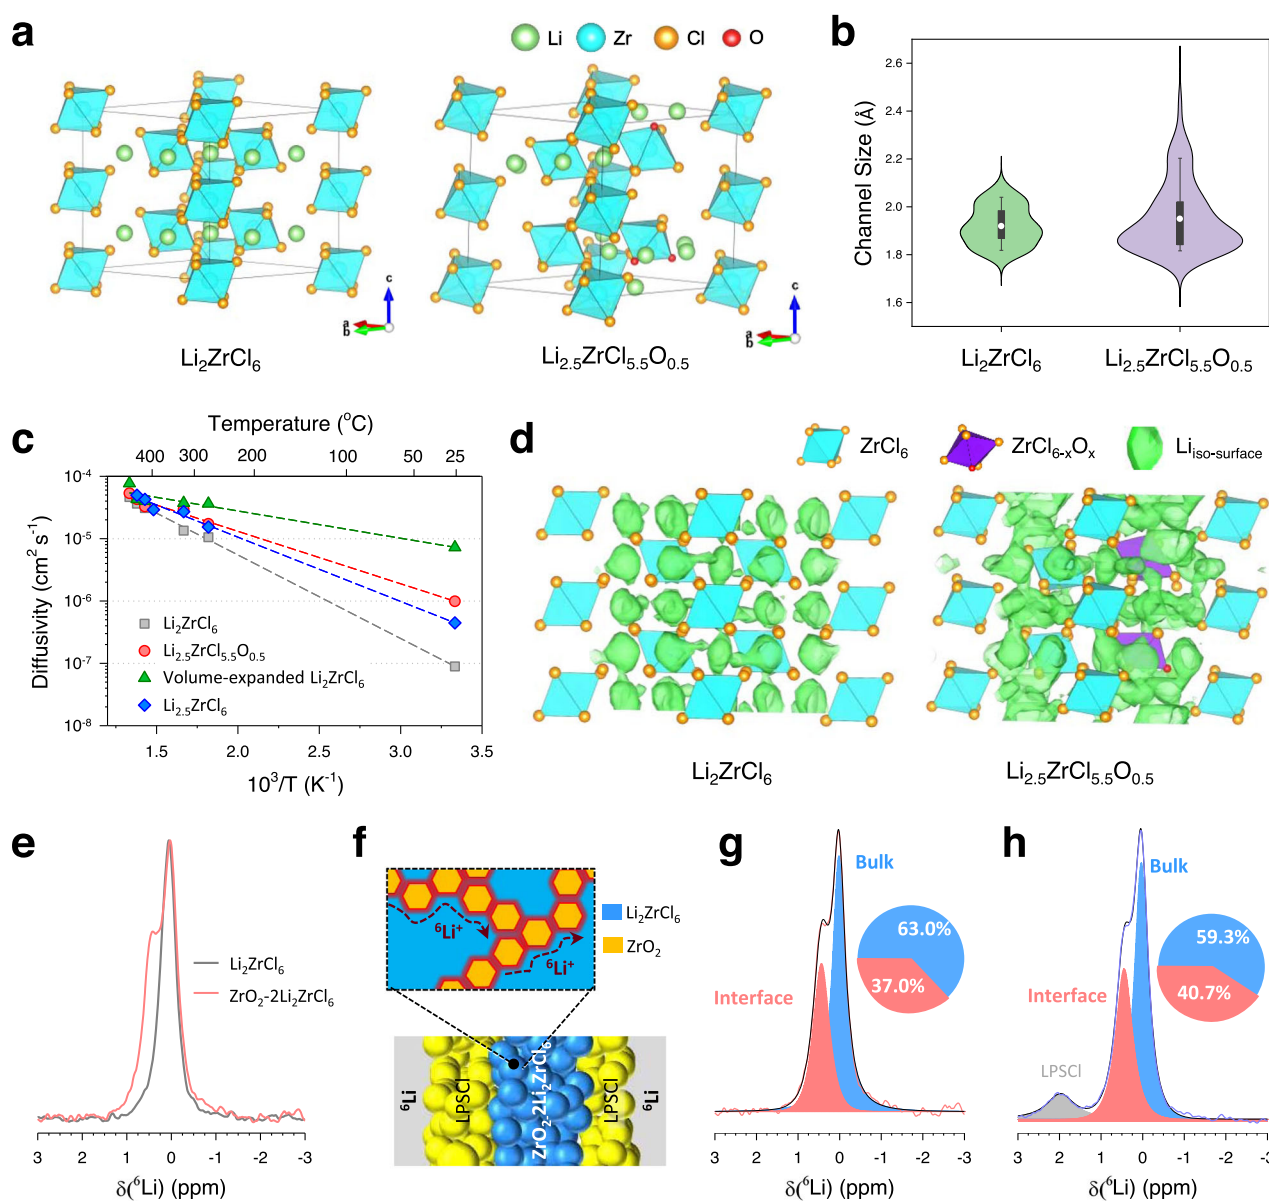 a
Li Zr Cl O
c
a
b
Li2ZrCl6
c
a
b
Li2.5ZrCl5.5O0.5
b
Channel Size (Å)
2.6
2.4
2.2
2.0
1.8
1.6
Li2ZrCl6 Li2.5ZrCl5.5O0.5
c
Temperature (oC)
400 300 200 100 50 25
Diffusivity (cm2 s-1)
10-4
10-5
10-6
10-7
10-8
Li2ZrCl6
Li2.5ZrCl5.5O0.5
Volume-expanded Li2ZrCl6
Li2.5ZrCl6
1.5 2.0 2.5 3.0 3.5
103/T (K-1)
d
ZrCl6 ZrCl6-xOx Liiso-surface
Li2ZrCl6 Li2.5ZrCl5.5O0.5
e
Li2ZrCl6
ZrO2-2Li2ZrCl6
3 2 1 0 -1 -2 -3
δ(6Li) (ppm)
f
6Li+
6Li+
Li2ZrCl6
ZrO2
6Li
LPSCl
ZrO2-2Li2ZrCl6
LPSCl
6Li
g
Bulk
63.0%
37.0%
Interface
3 2 1 0 -1 -2 -3
δ(6Li) (ppm)
h
Bulk
59.3%
40.7%
Interface
LPSCl
3 2 1 0 -1 -2 -3
δ(6Li) (ppm)